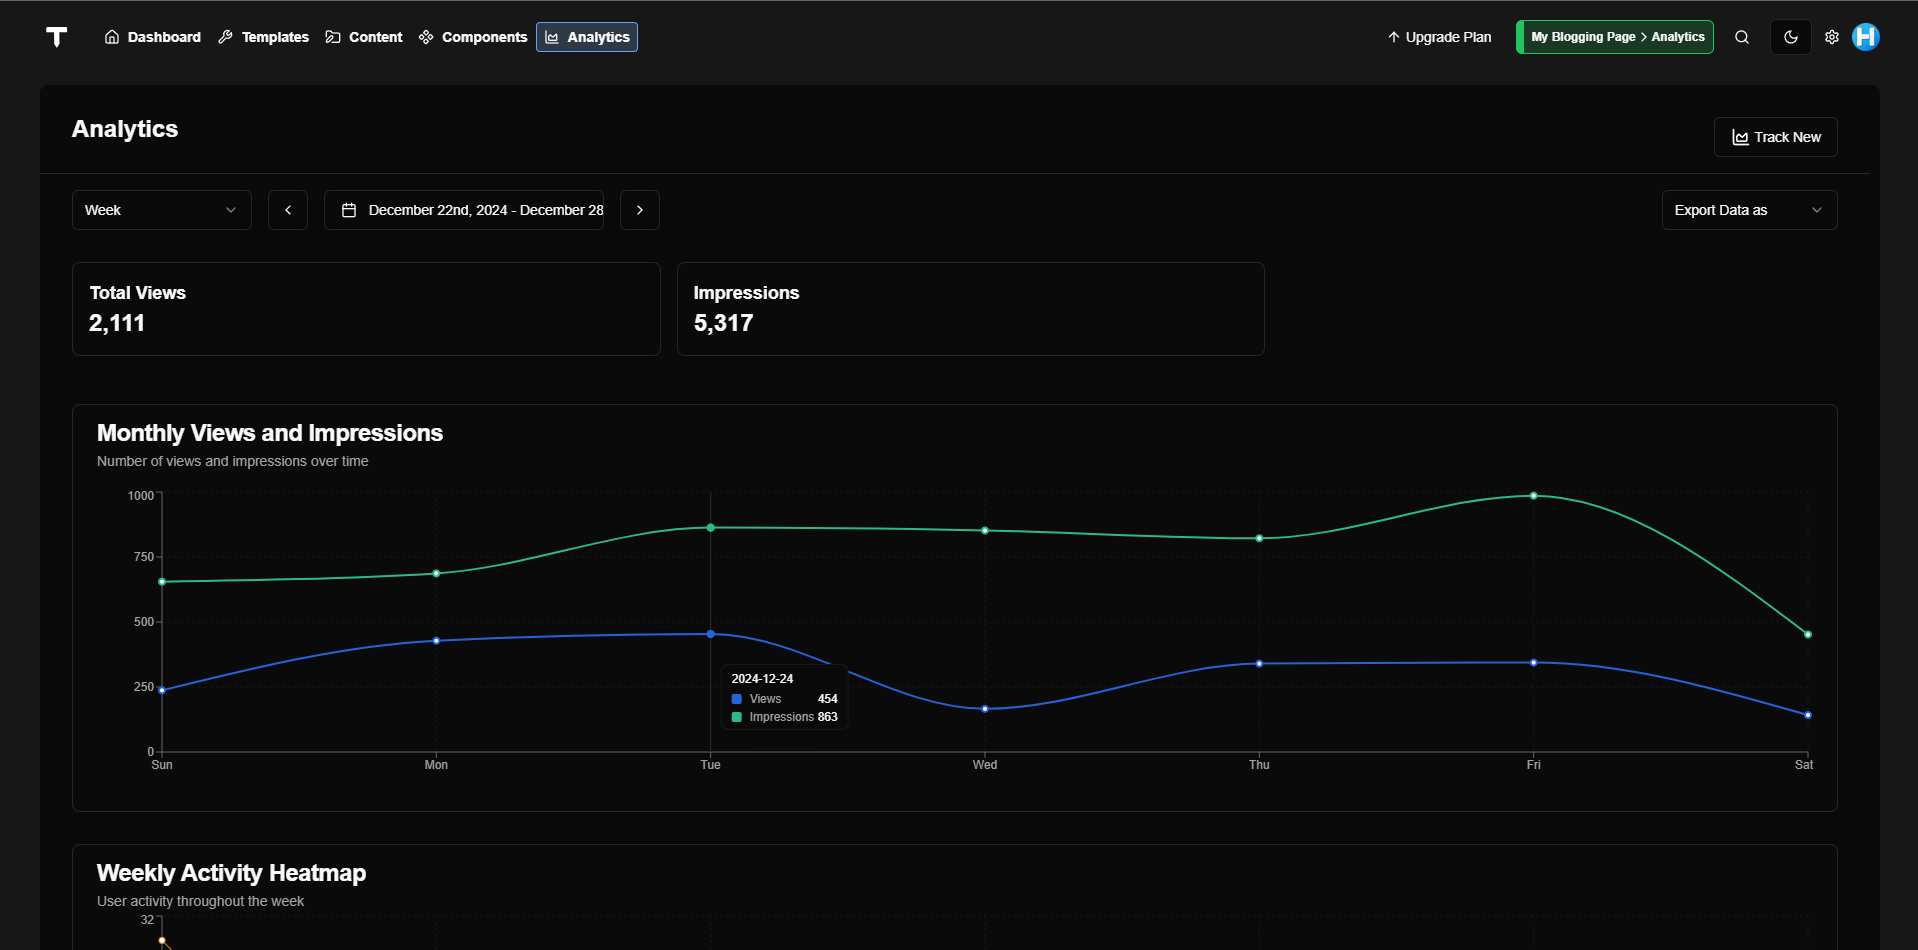 T Dashboard Templates Content Components Analytics Upgrade Plan My Blogging Page > Analytics H
Analytics
Track New
Week December 22nd, 2024 - December 28 Export Data as
Total Views
2,111
Impressions
5,317
Monthly Views and Impressions
Number of views and impressions over time
1000
750
500
250
0
2024-12-24
Views 454
Impressions 863
Sun Mon Tue Wed Thu Fri Sat
Weekly Activity Heatmap
User activity throughout the week
32